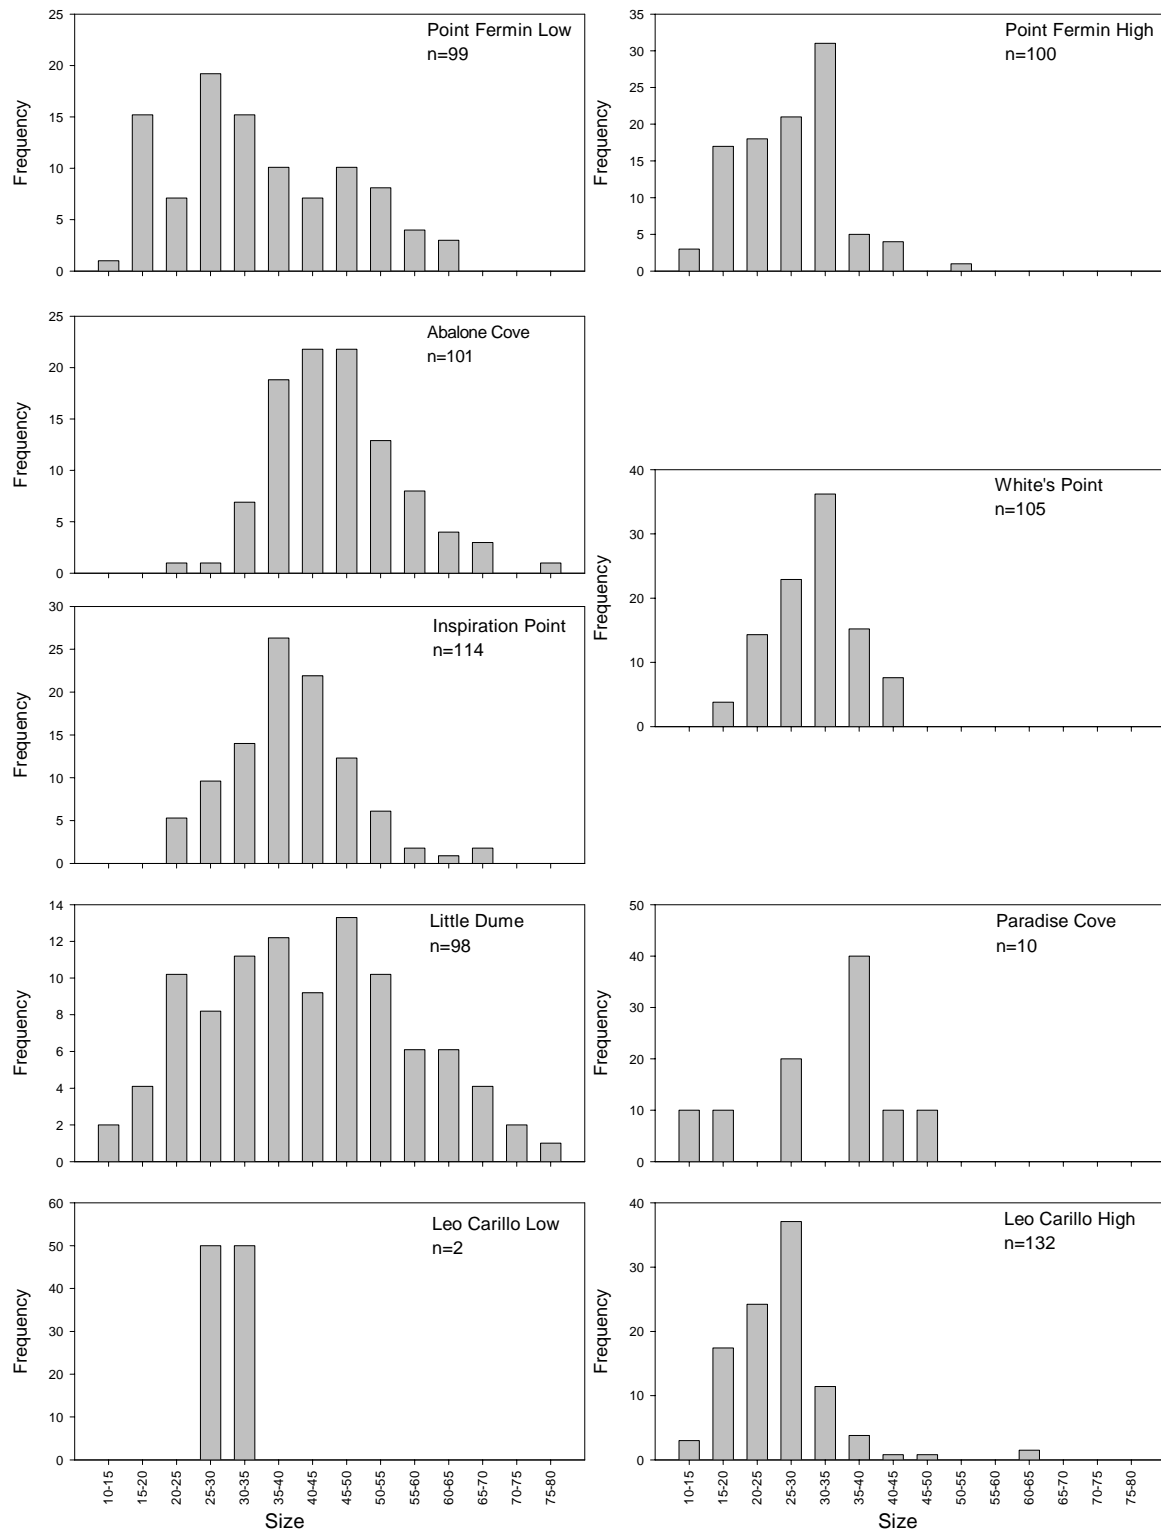 Point Fermin Low
n=99
Frequency
25
20
15
10
5
0
Point Fermin High
n=100
Frequency
35
30
25
20
15
10
5
0
Abalone Cove
n=101
Frequency
25
20
15
10
5
0
White's Point
n=105
Frequency
40
30
20
10
0
Inspiration Point
n=114
Frequency
30
25
20
15
10
5
0
Little Dume
n=98
Frequency
14
12
10
8
6
4
2
0
Paradise Cove
n=10
Frequency
50
40
30
20
10
0
Leo Carillo Low
n=2
Frequency
60
50
40
30
20
10
0
10-15
15-20
20-25
25-30
30-35
35-40
40-45
45-50
50-55
55-60
60-65
65-70
70-75
75-80
Size
Leo Carillo High
n=132
Frequency
40
30
20
10
0
10-15
15-20
20-25
25-30
30-35
35-40
40-45
45-50
50-55
55-60
60-65
65-70
70-75
75-80
Size